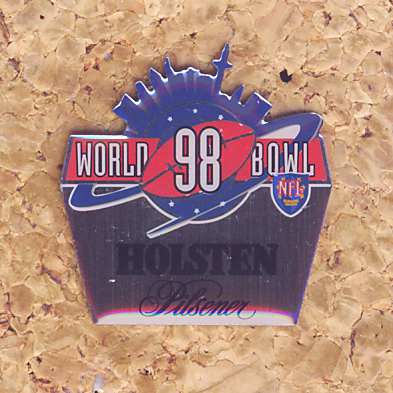 WORLD 98 BOWL
NFL
HOLSTEN
Pilsener